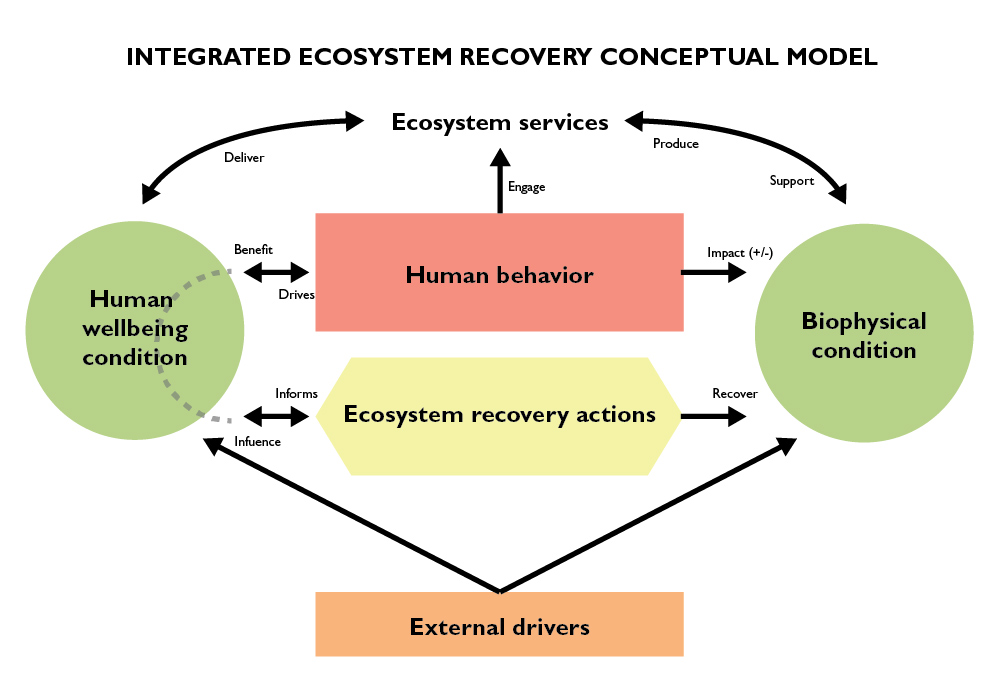 INTEGRATED ECOSYSTEM RECOVERY CONCEPTUAL MODEL
Ecosystem services
Deliver
Produce
Support
Engage
Benefit
Drives
Human behavior
Impact (+/-)
Human
wellbeing
condition
Biophysical
condition
Informs
Infuence
Ecosystem recovery actions
Recover
External drivers